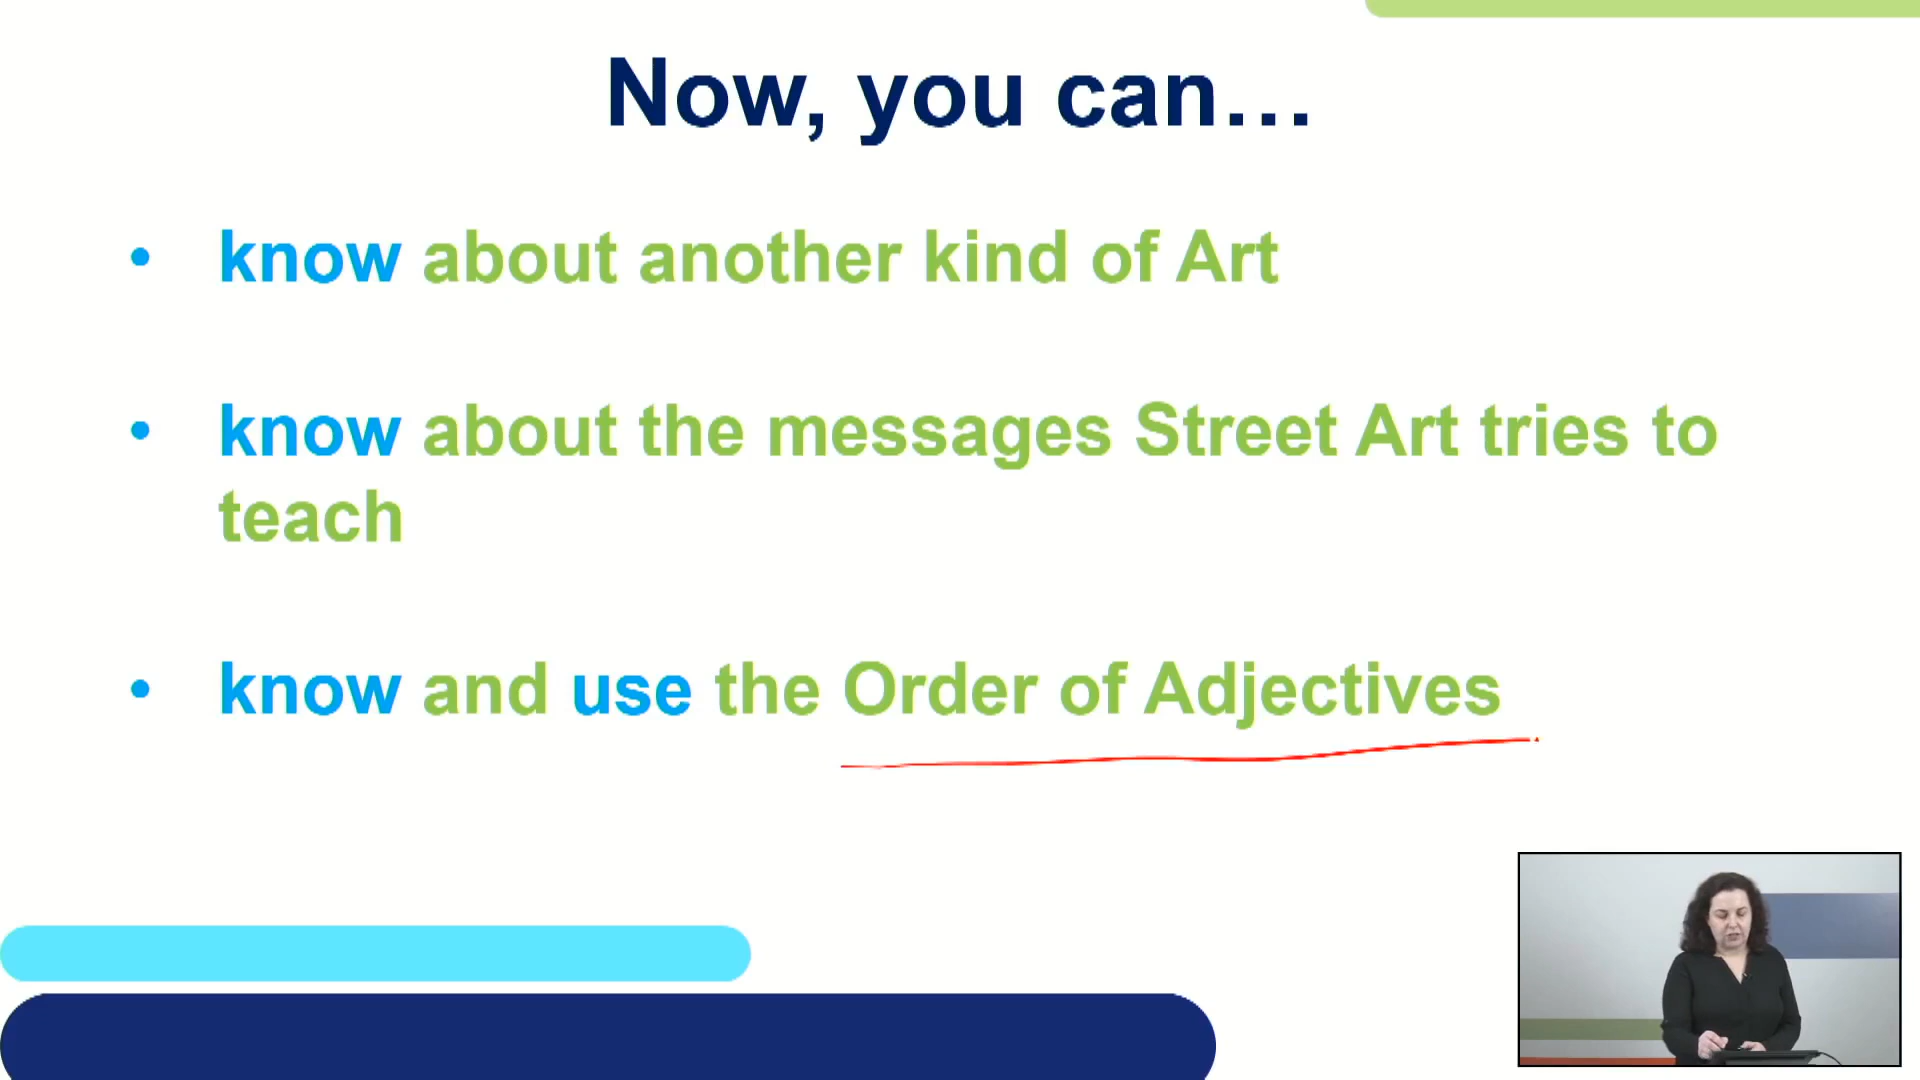 Now, you can...
• know about another kind of Art
• know about the messages Street Art tries to
teach
• know and use the Order of Adjectives